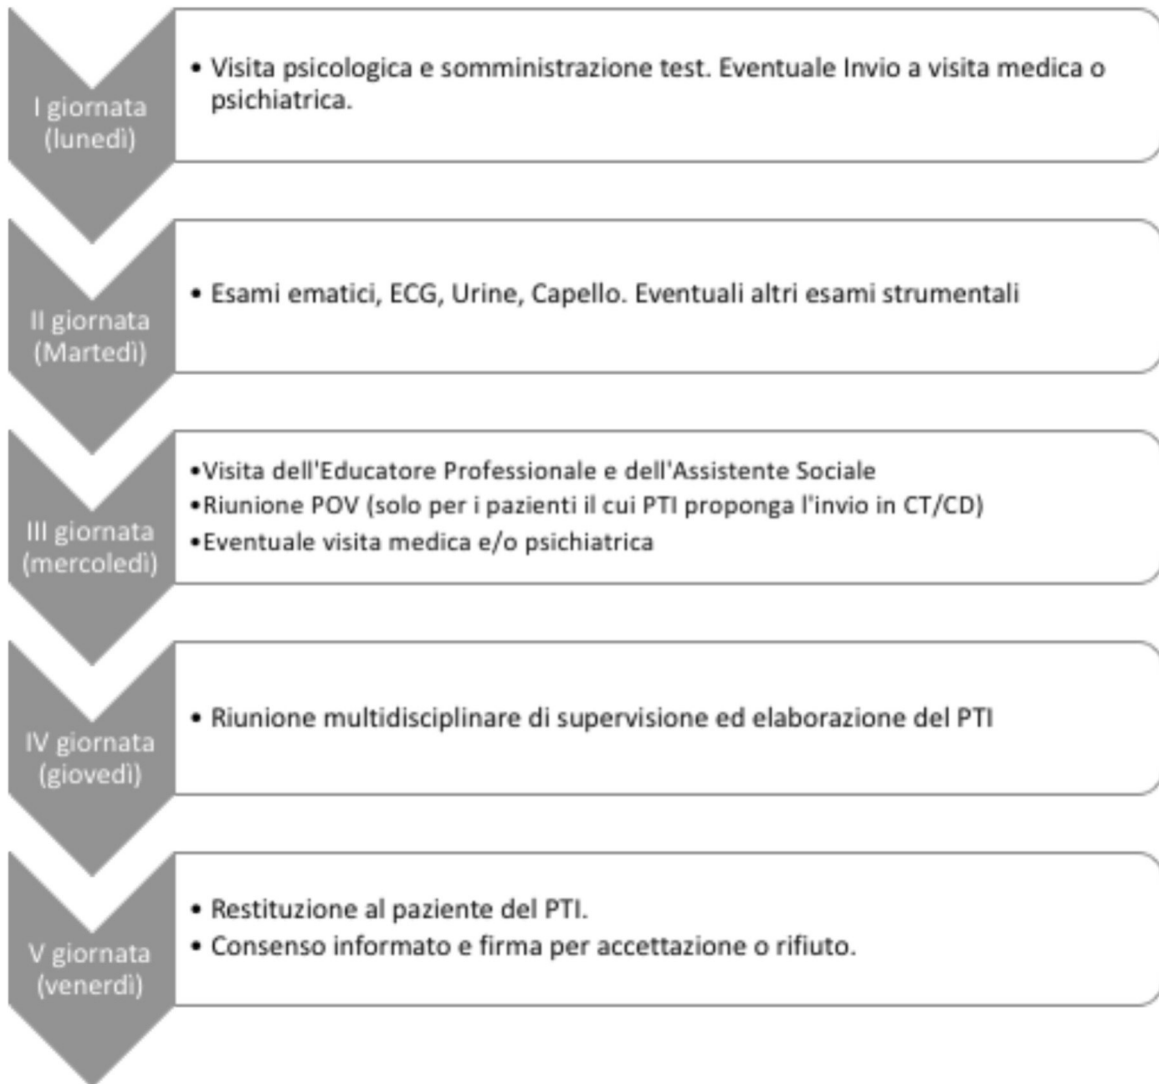 I giornata
(lunedì)
• Visita psicologica e somministrazione test. Eventuale Invio a visita medica o
psichiatrica.
II giornata
(Martedì)
• Esami ematici, ECG, Urine, Capello. Eventuali altri esami strumentali
III giornata
(mercoledì)
•Visita dell'Educatore Professionale e dell'Assistente Sociale
•Riunione POV (solo per i pazienti il cui PTI proponga l'invio in CT/CD)
•Eventuale visita medica e/o psichiatrica
IV giornata
(giovedì)
• Riunione multidisciplinare di supervisione ed elaborazione del PTI
V giornata
(venerdì)
• Restituzione al paziente del PTI.
• Consenso informato e firma per accettazione o rifiuto.